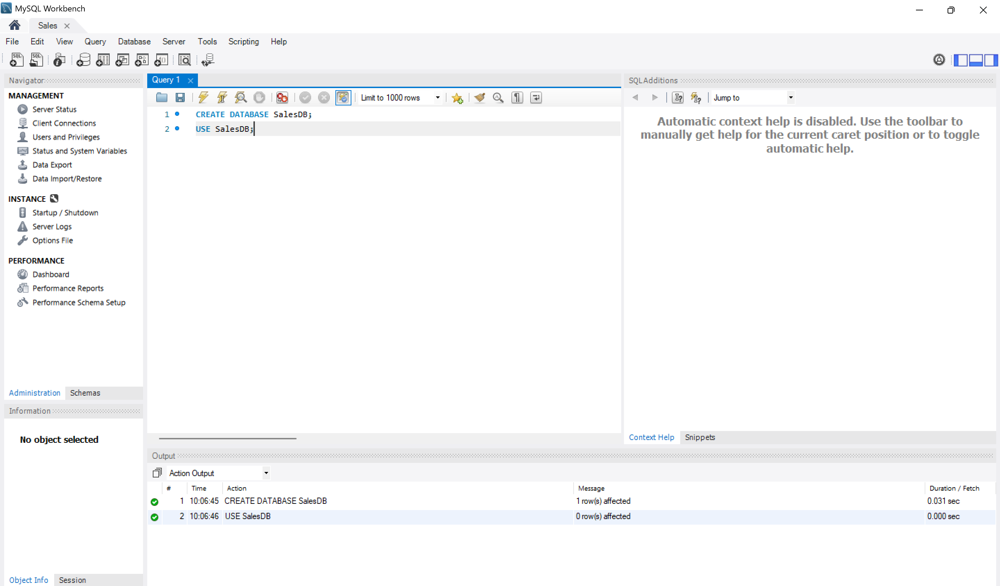 MySQL Workbench
Sales
File Edit View Query Database Server Tools Scripting Help
Navigator
MANAGEMENT
Server Status
Client Connections
Users and Privileges
Status and System Variables
Data Export
Data Import/Restore
INSTANCE
Startup / Shutdown
Server Logs
Options File
PERFORMANCE
Dashboard
Performance Reports
Performance Schema Setup
Administration Schemas
Information
No object selected
Object Info Session
Query 1
Limit to 1000 rows
1 CREATE DATABASE SalesDB;
2 USE SalesDB;
SQLAdditions
Jump to
Automatic context help is disabled. Use the toolbar to
manually get help for the current caret position or to toggle
automatic help.
Context Help Snippets
Output
Action Output
# Time Action Message Duration / Fetch
1 10:06:45 CREATE DATABASE SalesDB 1 row(s) affected 0.031 sec
2 10:06:46 USE SalesDB 0 row(s) affected 0.000 sec